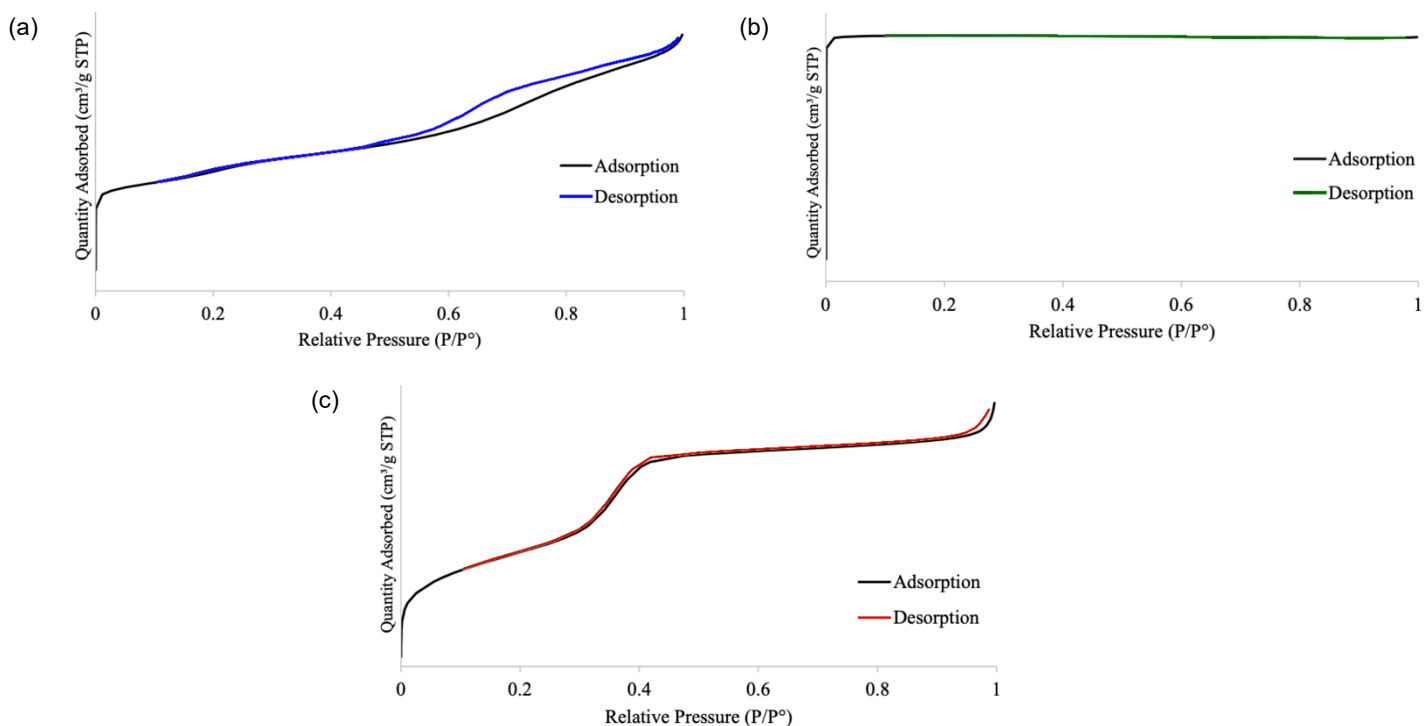 (a)
Quantity Adsorbed (cm³/g STP)
Adsorption
Desorption
0 0.2 0.4 0.6 0.8 1
Relative Pressure (P/P°)
(b)
Quantity Adsorbed (cm³/g STP)
Adsorption
Desorption
0 0.2 0.4 0.6 0.8 1
Relative Pressure (P/P°)
(c)
Quantity Adsorbed (cm³/g STP)
Adsorption
Desorption
0 0.2 0.4 0.6 0.8 1
Relative Pressure (P/P°)